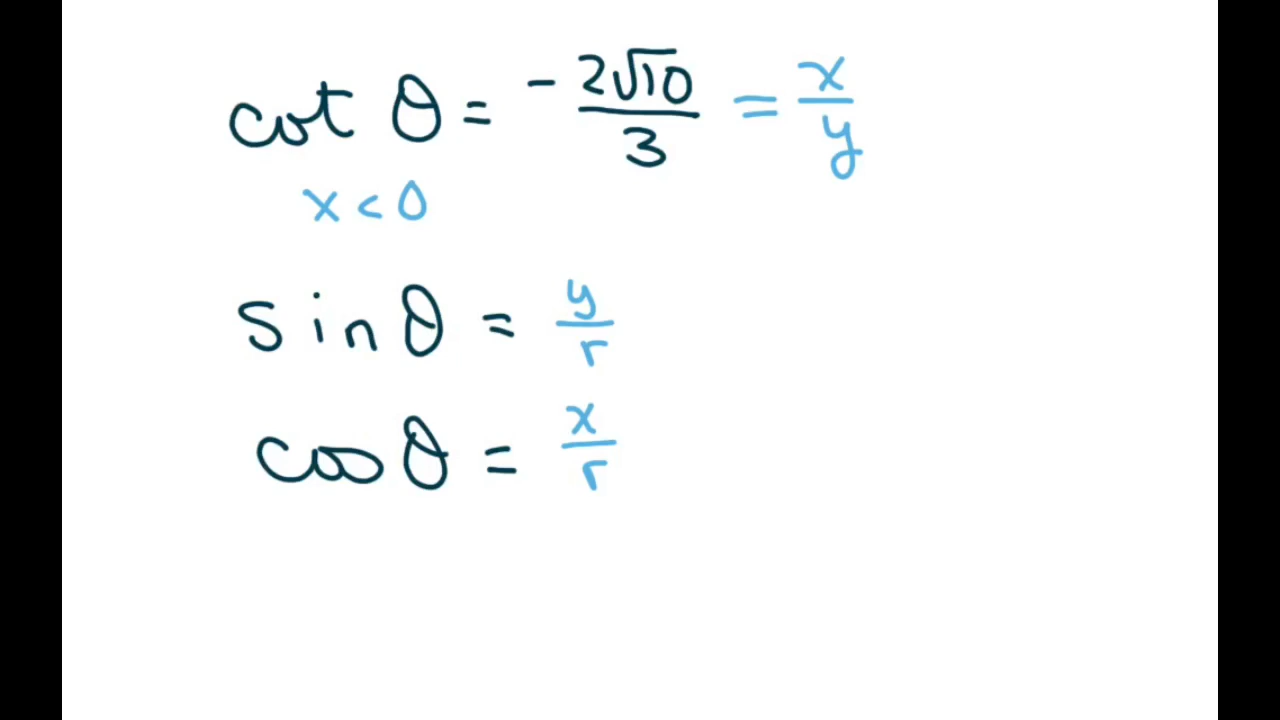 cot θ = - 2√10/3 = x/y
x < 0
sin θ = y/r
cos θ = x/r